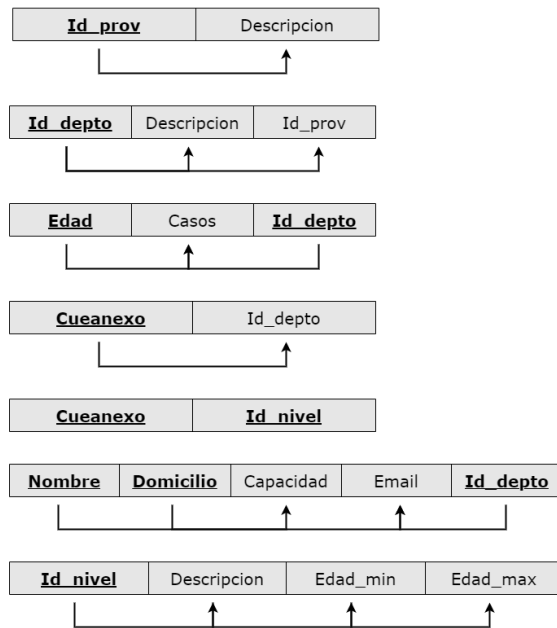 Id_prov Descripcion
Id_depto Descripcion Id_prov
Edad Casos Id_depto
Cueanexo Id_depto
Cueanexo Id_nivel
Nombre Domicilio Capacidad Email Id_depto
Id_nivel Descripcion Edad_min Edad_max